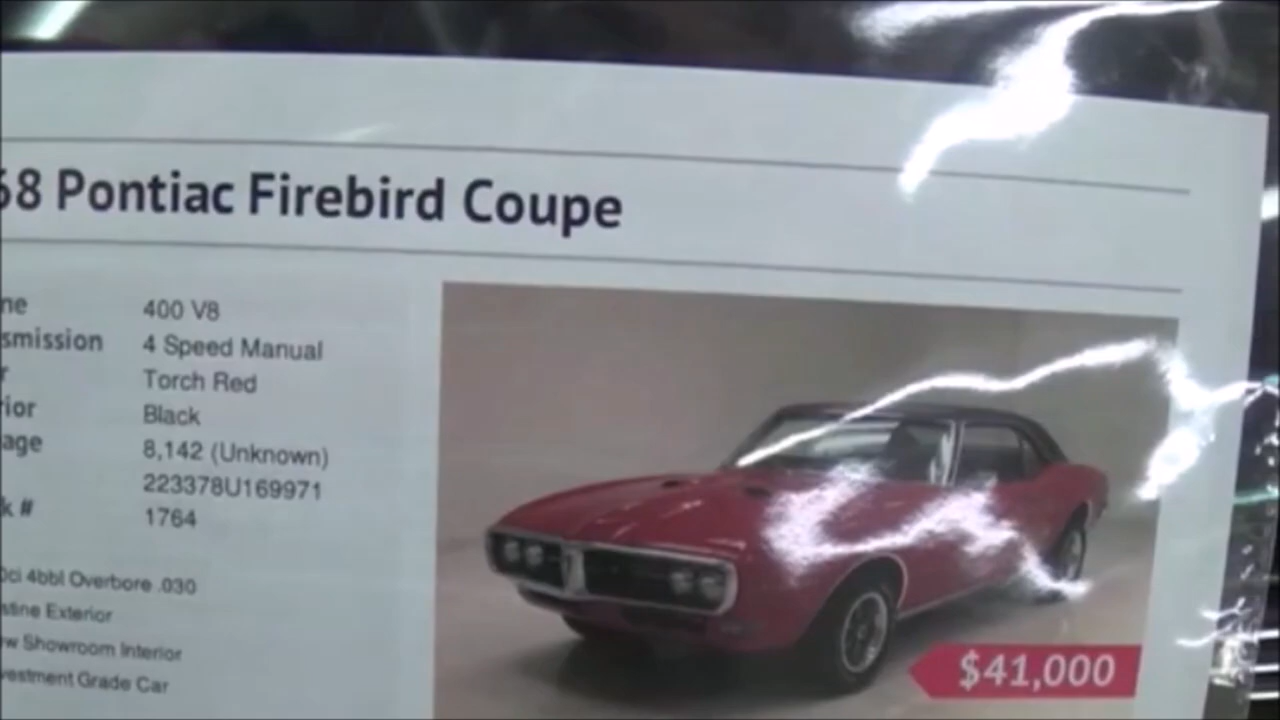 68 Pontiac Firebird Coupe
ne 400 V8
smission 4 Speed Manual
r Torch Red
rior Black
age 8,142 (Unknown)
223378U169971
k # 1764
0ci 4bbl Overbore .030
stine Exterior
w Showroom Interior
vestment Grade Car
$41,000